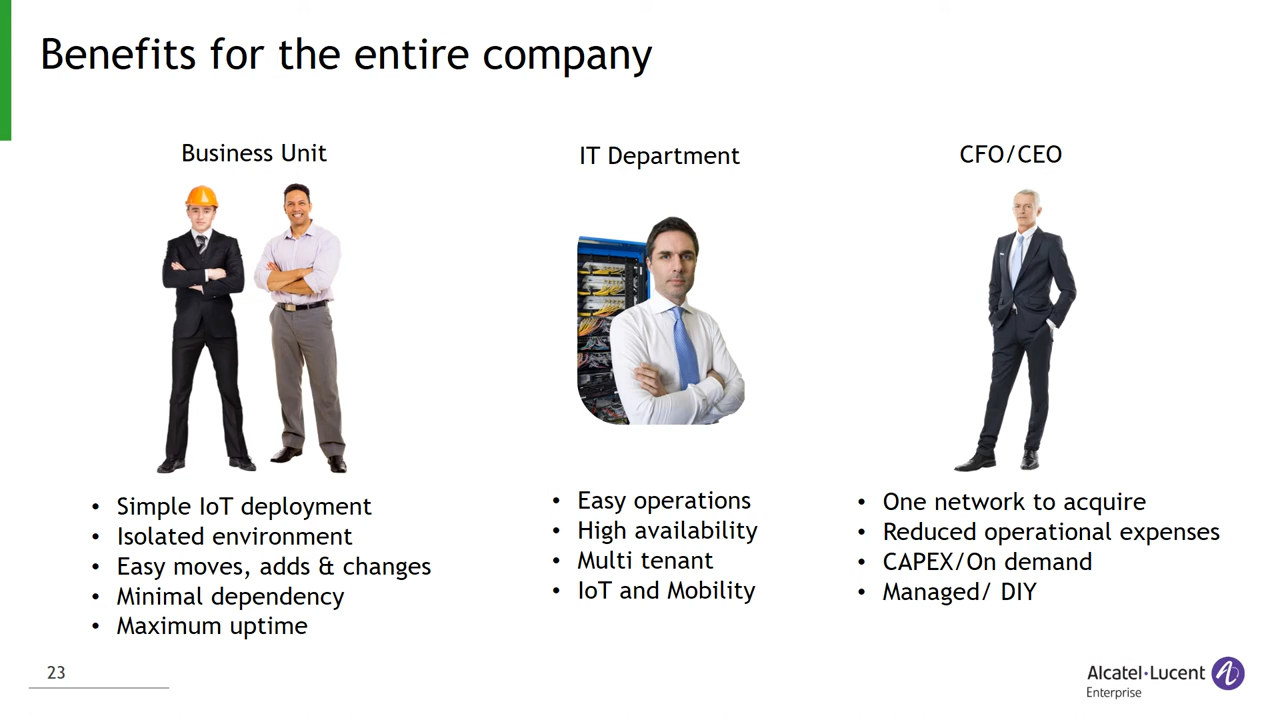 Benefits for the entire company
Business Unit
• Simple IoT deployment
• Isolated environment
• Easy moves, adds & changes
• Minimal dependency
• Maximum uptime
IT Department
• Easy operations
• High availability
• Multi tenant
• IoT and Mobility
CFO/CEO
• One network to acquire
• Reduced operational expenses
• CAPEX/On demand
• Managed/ DIY
23
Alcatel·Lucent
Enterprise